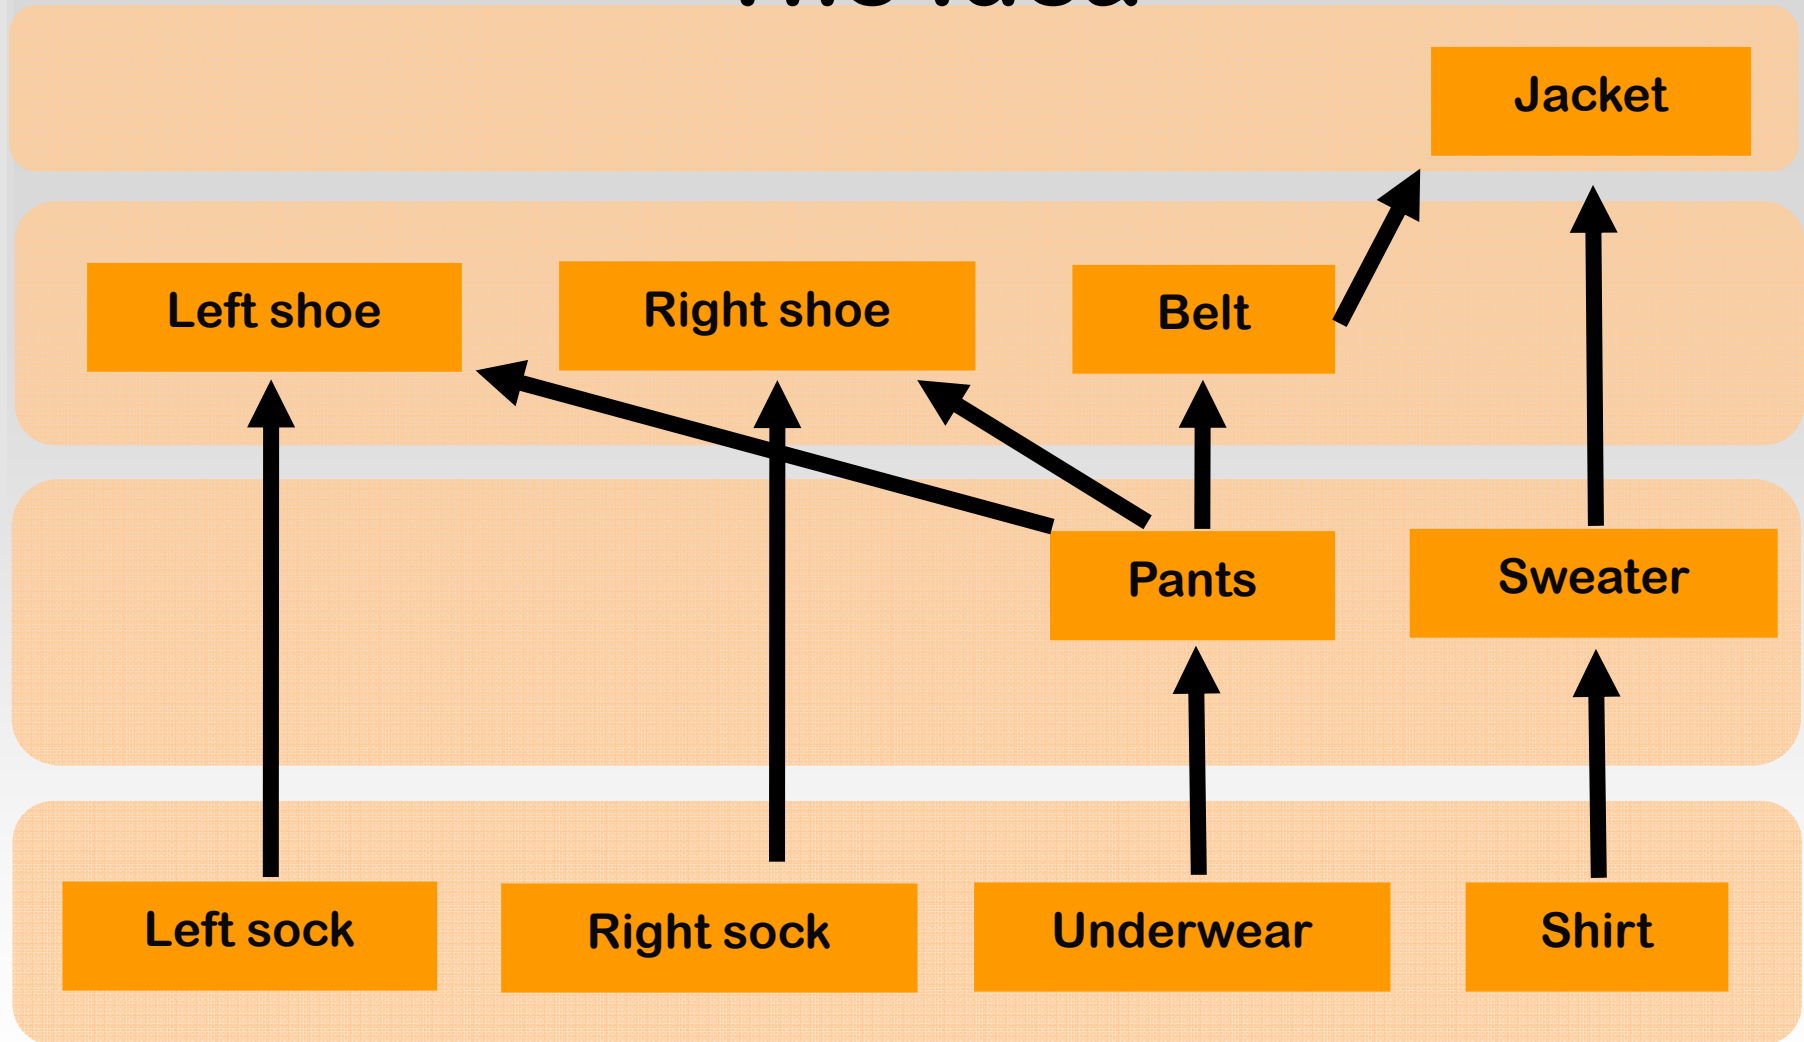 Jacket
Left shoe
Right shoe
Belt
Pants
Sweater
Left sock
Right sock
Underwear
Shirt